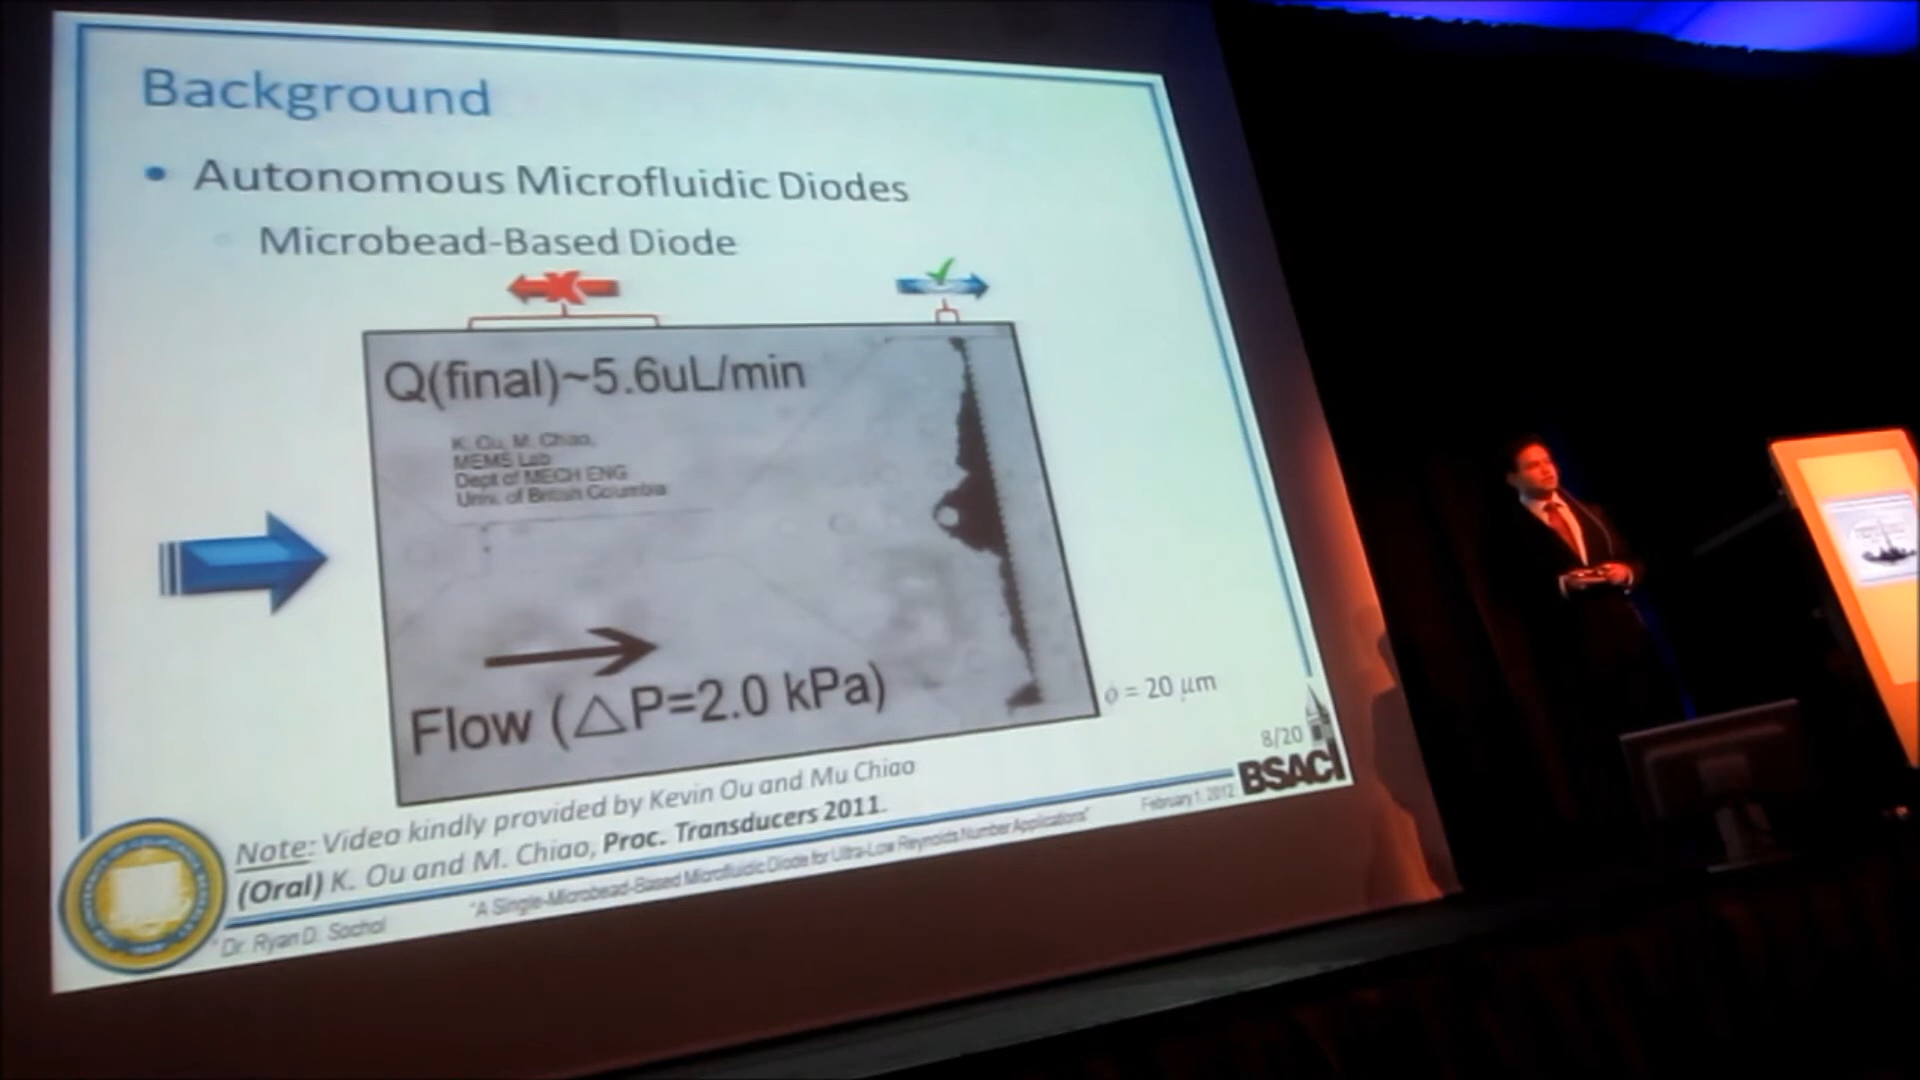 Background
• Autonomous Microfluidic Diodes
Microbead-Based Diode
Q(final)~5.6uL/min
K. Ou, M. Chiao,
MEMS Lab
Dept of MECH ENG
Univ. of British Columbia
Flow (△P=2.0 kPa)
ϕ = 20 μm
8/20
BSAC
Note: Video kindly provided by Kevin Ou and Mu Chiao
(Oral) K. Ou and M. Chiao, Proc. Transducers 2011.
Dr. Ryan D. Sochol
"A Single-Microbead-Based Microfluidic Diode for Ultra-Low Reynolds Number Applications"
February 1, 2012